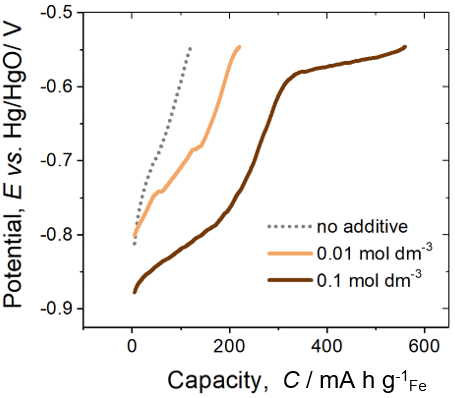 Potential, E vs. Hg/HgO/ V
-0.5
-0.6
-0.7
-0.8
-0.9
no additive
0.01 mol dm⁻³
0.1 mol dm⁻³
0 200 400 600
Capacity, C / mA h g⁻¹Fe